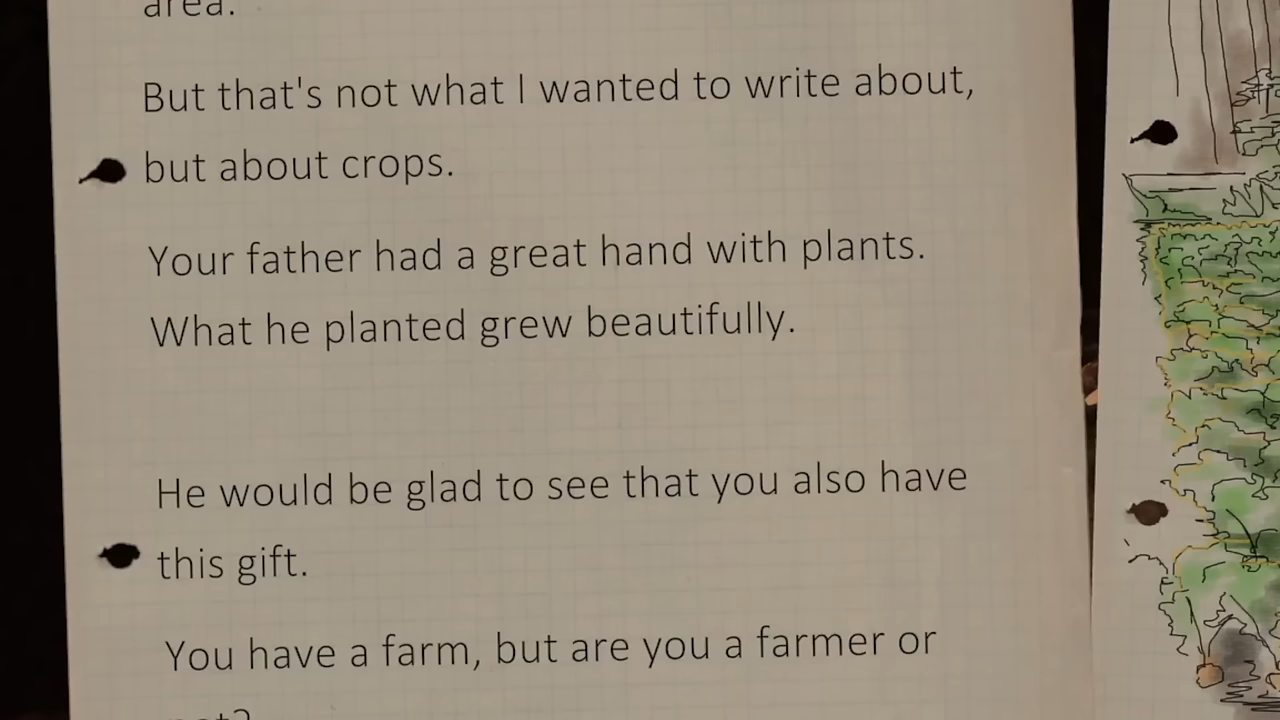 area.
But that's not what I wanted to write about,
but about crops.
Your father had a great hand with plants.
What he planted grew beautifully.
He would be glad to see that you also have
this gift.
You have a farm, but are you a farmer or
not?